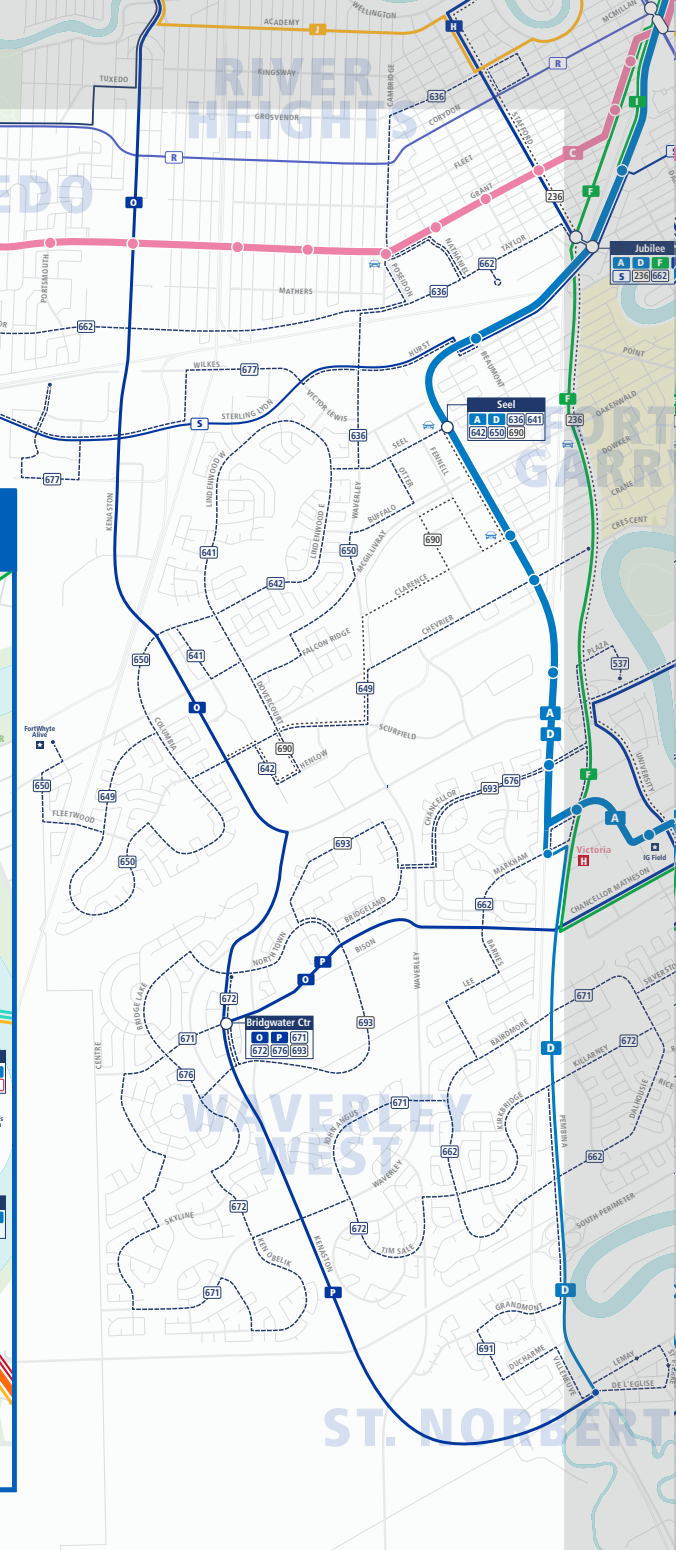 WELLINGTON
MCMILLAN
ACADEMY
J
H
R
KINGSWAY
RIVER
HEIGHTS
TUXEDO
CAMBRIDGE
636
CORYDON
I
GROSVENOR
STAFFORD
R
FLEET
C
EDO
GRANT
F
236
O
TAYLOR
NATHANIEL
Jubilee
A D F
S 236 662
PORTSMOUTH
POSEIDON
662
MATHERS
636
662
HURST
BEAUMONT
POINT
WILKES
677
VICTOR LEWIS
F
OAKENWALD
Seel
A D 636 641
642 650 690
STERLING LYON
S
236
FORT
GARRY
636
SEEL
FENNELL
DOWKER
677
LINDENWOOD W
OTTER
CRANE
KENASTON
WAVERLEY
LINDENWOOD E
BUFFALO
CRESCENT
641
650
MCGILLIVRAY
690
642
CLARENCE
CHEVRIER
FALCON RIDGE
PLAZA
650
641
537
649
DOVERCOURT
O
A
D
COLUMBIA
SCURFIELD
FortWhyte
Alive
690
HENLOW
642
UNIVERSITY
650
649
676
693
F
CHANCELLOR
FLEETWOOD
A
693
Victoria
H
IG Field
650
MARKHAM
CHANCELLOR MATHESON
662
BRIDGELAND
NORTH TOWN
BISON
P
O
BARNES
WAVERLEY
LEE
SILVERSTO
BRIDGE LAKE
672
671
Bridgwater Ctr
O P 671
672 676 693
693
BAIRDMORE
671
672
CENTRE
D
KILLARNEY
676
RICE
DALHOUSIE
WAVERLEY
WEST
671
KIRKBRIDGE
JOHN ANGUS
PEMBINA
662
662
WAVERLEY
SKYLINE
672
SOUTH PERIMETER
672
KEN OBELIK
KENASTON
TIM SALE
671
P
D
GRANDMONT
691
DUCHARME
VILLENEUVE
LEMAY
DE L'EGLISE
ST. NORBERT